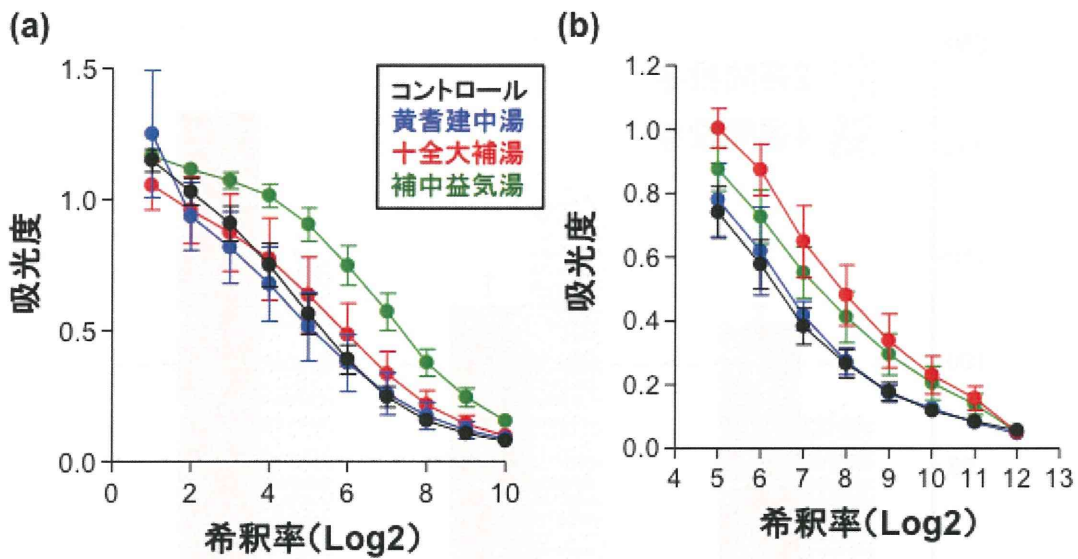 (a)
1.5
1.0
0.5
0.0
吸光度
コントロール
黄耆建中湯
十全大補湯
補中益気湯
0 2 4 6 8 10
希釈率(Log2)
(b)
1.2
1.0
0.8
0.6
0.4
0.2
0.0
吸光度
4 5 6 7 8 9 10 11 12 13
希釈率(Log2)